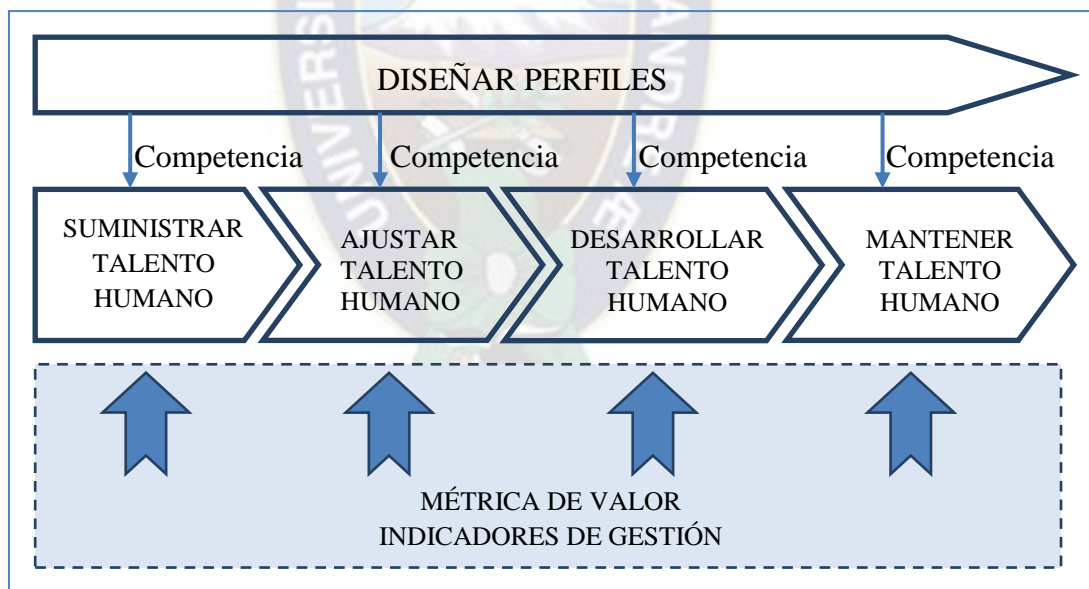 DISEÑAR PERFILES
Competencia
Competencia
Competencia
Competencia
SUMINISTRAR
TALENTO
HUMANO
AJUSTAR
TALENTO
HUMANO
DESARROLLAR
TALENTO
HUMANO
MANTENER
TALENTO
HUMANO
MÉTRICA DE VALOR
INDICADORES DE GESTIÓN